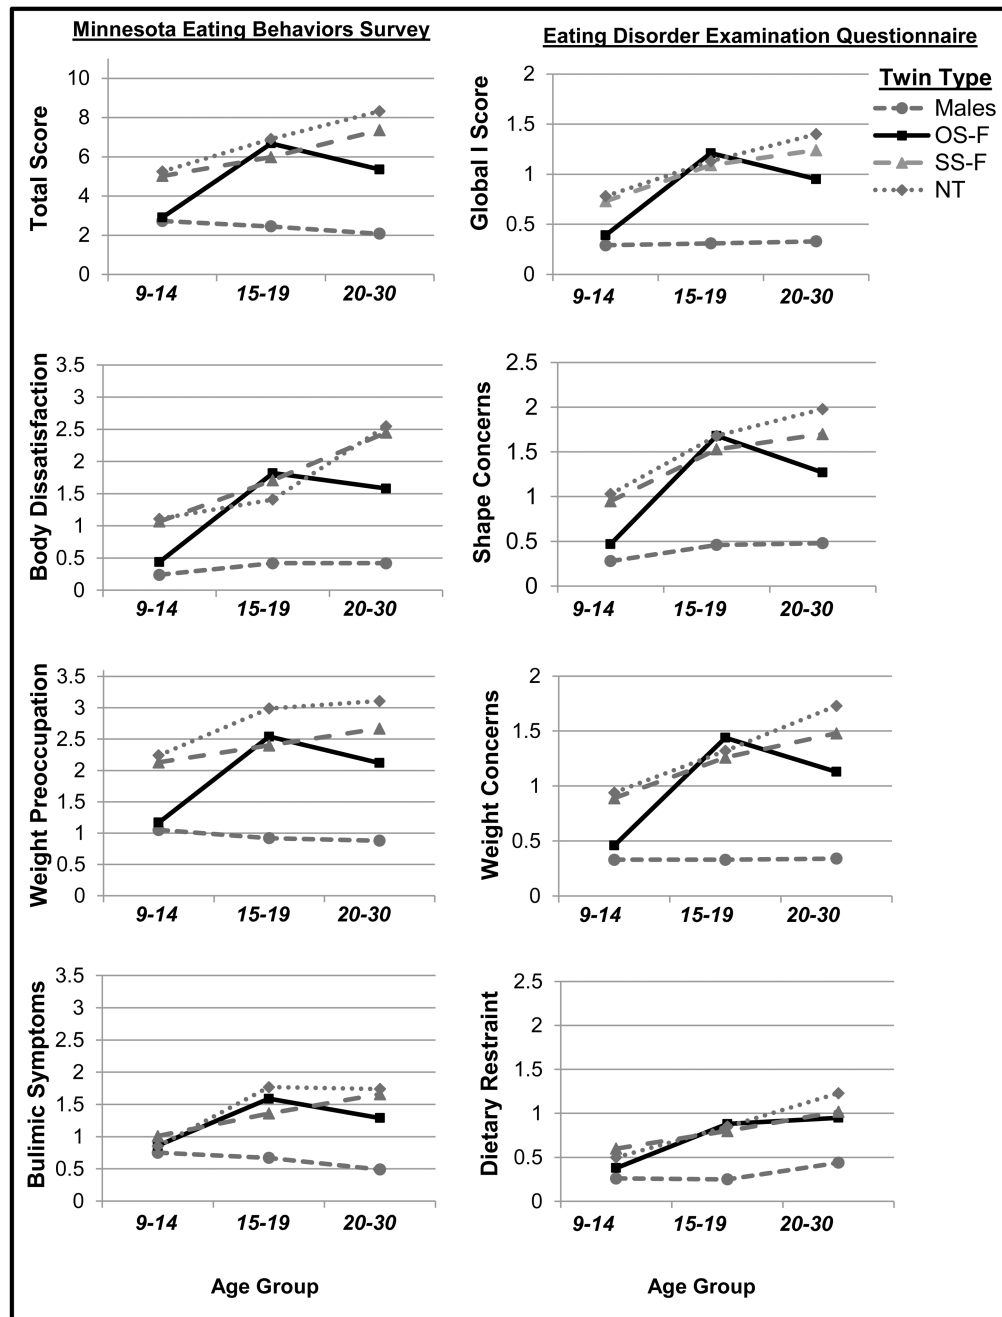 Minnesota Eating Behaviors Survey
Eating Disorder Examination Questionnaire
Twin Type
Males
OS-F
SS-F
NT
Total Score
10
8
6
4
2
0
9-14 15-19 20-30
Global I Score
2
1.5
1
0.5
0
9-14 15-19 20-30
Body Dissatisfaction
3.5
3
2.5
2
1.5
1
0.5
0
9-14 15-19 20-30
Shape Concerns
2.5
2
1.5
1
0.5
0
9-14 15-19 20-30
Weight Preoccupation
3.5
3
2.5
2
1.5
1
0.5
0
9-14 15-19 20-30
Weight Concerns
2
1.5
1
0.5
0
9-14 15-19 20-30
Bulimic Symptoms
3.5
3
2.5
2
1.5
1
0.5
0
9-14 15-19 20-30
Dietary Restraint
2.5
2
1.5
1
0.5
0
9-14 15-19 20-30
Age Group
Age Group